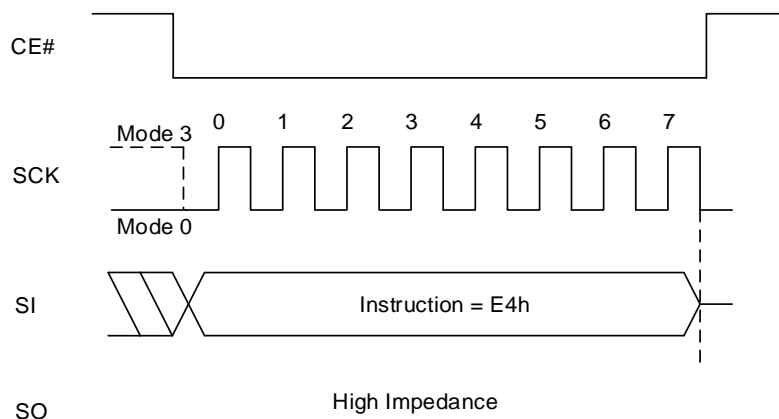 CE#
0 1 2 3 4 5 6 7
Mode 3
SCK
Mode 0
SI
Instruction = E4h
SO
High Impedance